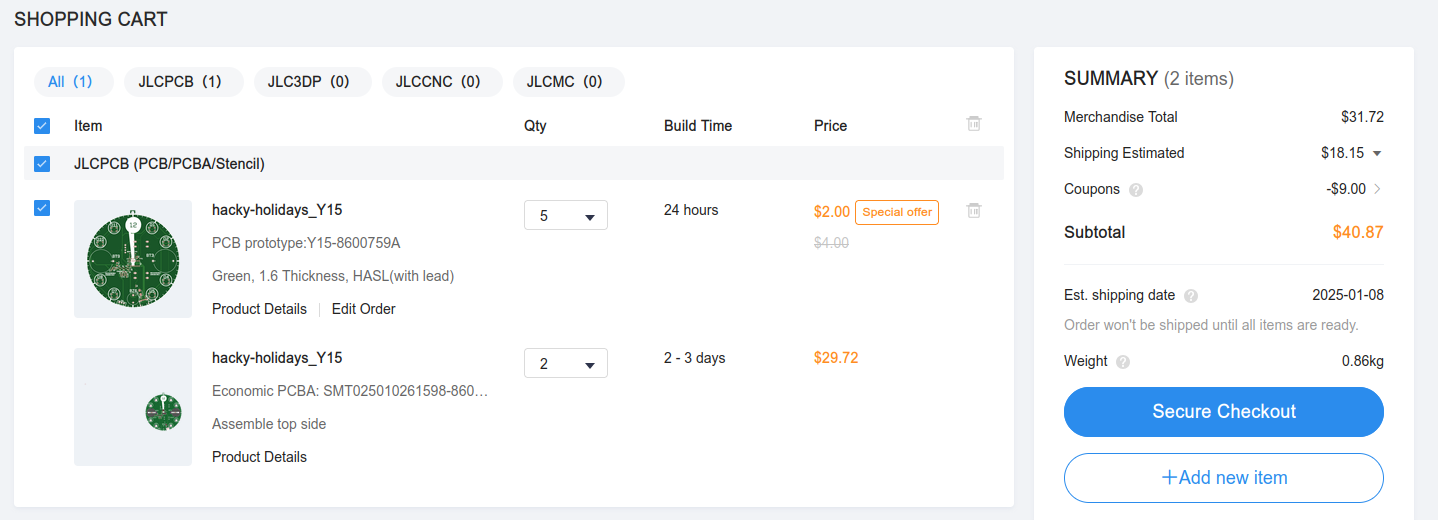 SHOPPING CART
All (1) JLCPCB (1) JLC3DP (0) JLCCNC (0) JLCMC (0)
Item Qty Build Time Price
JLCPCB (PCB/PCBA/Stencil)
hacky-holidays_Y15 5 24 hours $2.00 Special offer
PCB prototype:Y15-8600759A $4.00
Green, 1.6 Thickness, HASL(with lead)
Product Details Edit Order
hacky-holidays_Y15 2 2 - 3 days $29.72
Economic PCBA: SMT025010261598-860…
Assemble top side
Product Details
SUMMARY (2 items)
Merchandise Total $31.72
Shipping Estimated $18.15
Coupons ? -$9.00
Subtotal $40.87
Est. shipping date ? 2025-01-08
Order won't be shipped until all items are ready.
Weight ? 0.86kg
Secure Checkout
+Add new item
12